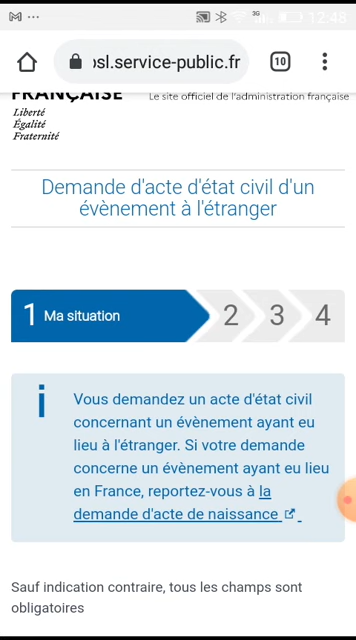 12:48
psl.service-public.fr
10
FRANÇAISE
Le site officiel de l'administration française
Liberté
Égalité
Fraternité
Demande d'acte d'état civil d'un
évènement à l'étranger
1 Ma situation 2 3 4
i
Vous demandez un acte d'état civil
concernant un évènement ayant eu
lieu à l'étranger. Si votre demande
concerne un évènement ayant eu lieu
en France, reportez-vous à la
demande d'acte de naissance
Sauf indication contraire, tous les champs sont
obligatoires